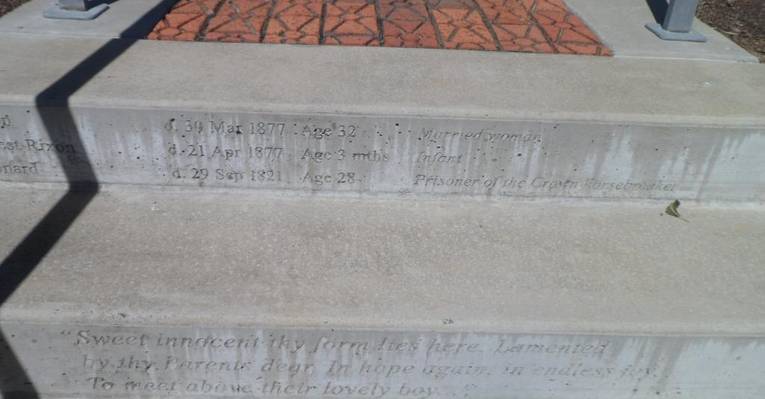 d. 30 Mar 1877 Age 32 Married woman
d. 21 Apr 1877 Age 3 mths Infant
d. 29 Sep 1821 Age 28 Prisoner of the Crown
"Sweet innocent thy form lies here. Lamented
by thy Parents dear, In hope again, in endless
To meet above their lovely boy..."